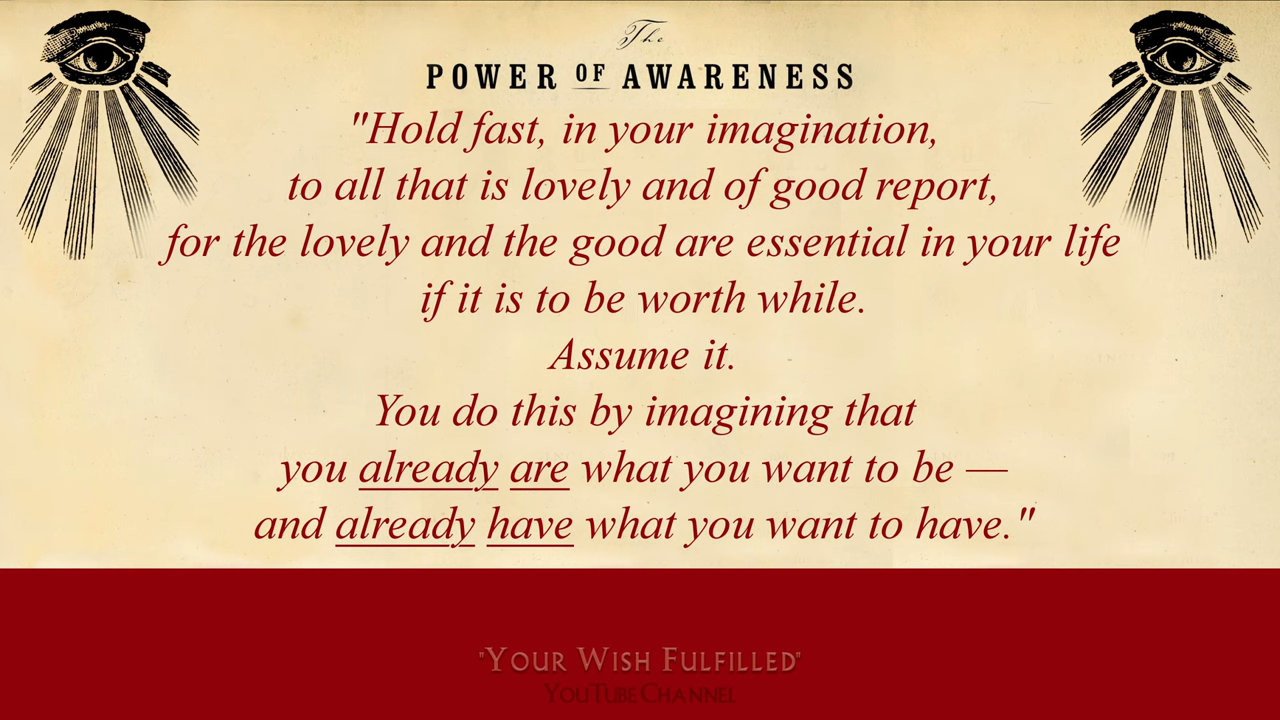 The
POWER OF AWARENESS
"Hold fast, in your imagination,
to all that is lovely and of good report,
for the lovely and the good are essential in your life
if it is to be worth while.
Assume it.
You do this by imagining that
you already are what you want to be —
and already have what you want to have."
"Your Wish Fulfilled"
YouTube Channel